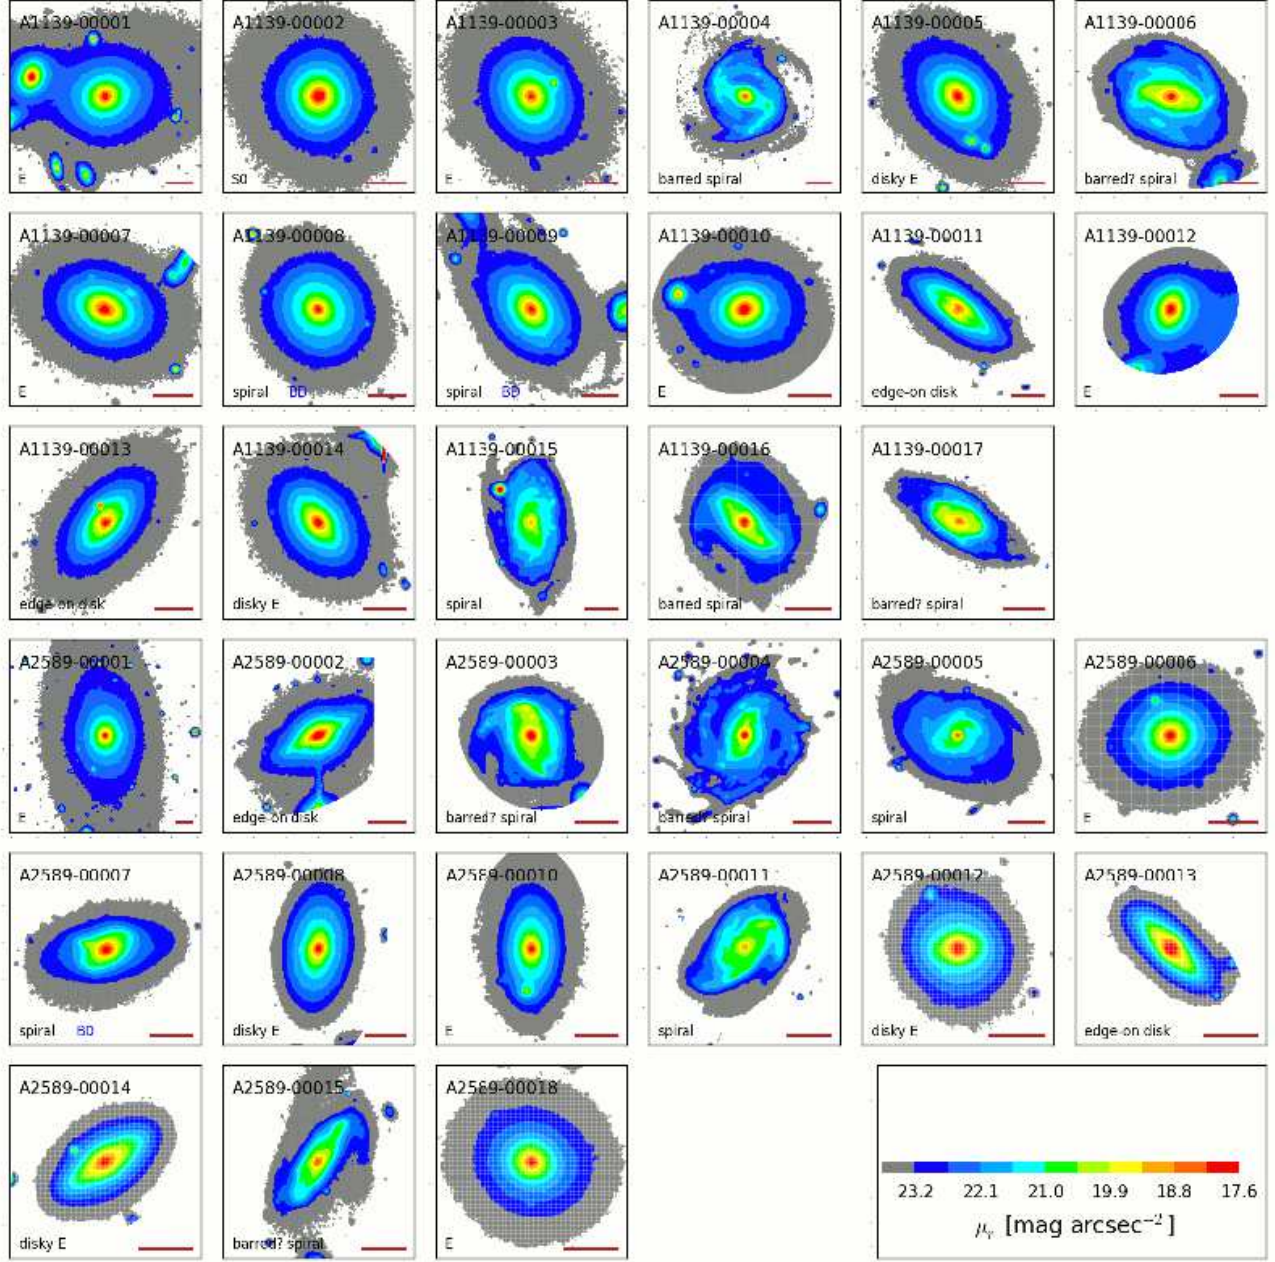 A1139-00001
E
A1139-00002
S0
A1139-00003
E
A1139-00004
barred spiral
A1139-00005
disky E
A1139-00006
barred? spiral
A1139-00007
E
A1139-00008
spiral BD
A1139-00009
spiral BD
A1139-00010
E
A1139-00011
edge-on disk
A1139-00012
E
A1139-00013
edge-on disk
A1139-00014
disky E
A1139-00015
spiral
A1139-00016
barred spiral
A1139-00017
barred? spiral
A2589-00001
E
A2589-00002
edge-on disk
A2589-00003
barred? spiral
A2589-00004
barred? spiral
A2589-00005
spiral
A2589-00006
E
A2589-00007
spiral BD
A2589-00008
disky E
A2589-00010
E
A2589-00011
spiral
A2589-00012
disky E
A2589-00013
edge-on disk
A2589-00014
disky E
A2589-00015
barred? spiral
A2589-00018
E
23.2 22.1 21.0 19.9 18.8 17.6
μr [mag arcsec−2]